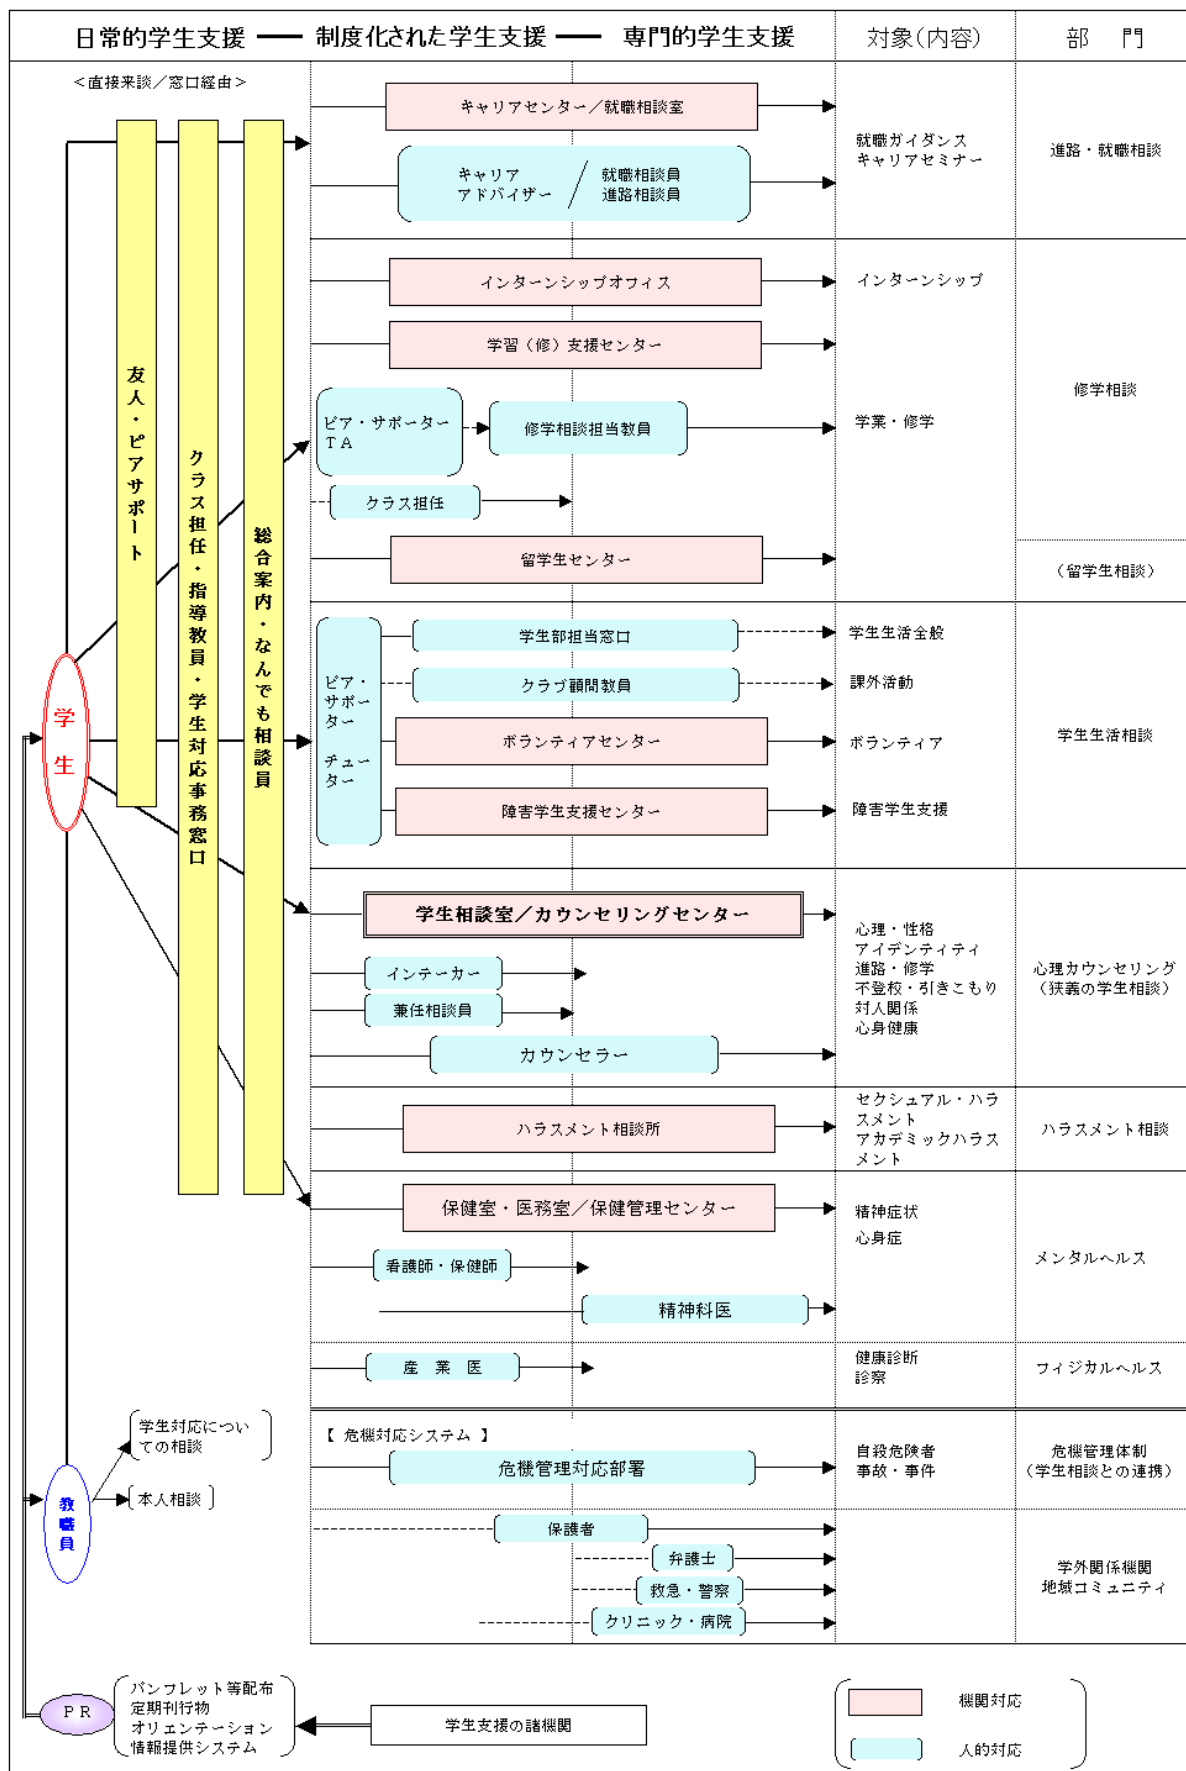 日常的学生支援 ― 制度化された学生支援 ― 専門的学生支援
対象(内容)
部 門
＜直接来談／窓口経由＞
友人・ピアサポート
クラス担任・指導教員・学生対応事務窓口
総合案内・なんでも相談員
学生
キャリアセンター／就職相談室
キャリア
アドバイザー
／
就職相談員
進路相談員
就職ガイダンス
キャリアセミナー
進路・就職相談
インターンシップオフィス
インターンシップ
学習（修）支援センター
ピア・サポーター
ＴＡ
修学相談担当教員
学業・修学
修学相談
クラス担任
留学生センター
（留学生相談）
ピア・
サポー
ター
チュー
ター
学生部担当窓口
学生生活全般
クラブ顧問教員
課外活動
ボランティアセンター
ボランティア
学生生活相談
障害学生支援センター
障害学生支援
学生相談室／カウンセリングセンター
インテーカー
兼任相談員
カウンセラー
心理・性格
アイデンティティ
進路・修学
不登校・引きこもり
対人関係
心身健康
心理カウンセリング
（狭義の学生相談）
ハラスメント相談所
セクシュアル・ハラ
スメント
アカデミックハラス
メント
ハラスメント相談
保健室・医務室／保健管理センター
精神症状
心身症
看護師・保健師
メンタルヘルス
精神科医
産 業 医
健康診断
診察
フィジカルヘルス
学生対応につい
ての相談
本人相談
教職員
【 危機対応システム 】
危機管理対応部署
自殺危険者
事故・事件
危機管理体制
（学生相談との連携）
保護者
弁護士
救急・警察
クリニック・病院
学外関係機関
地域コミュニティ
ＰＲ
パンフレット等配布
定期刊行物
オリエンテーション
情報提供システム
学生支援の諸機関
機関対応
人的対応